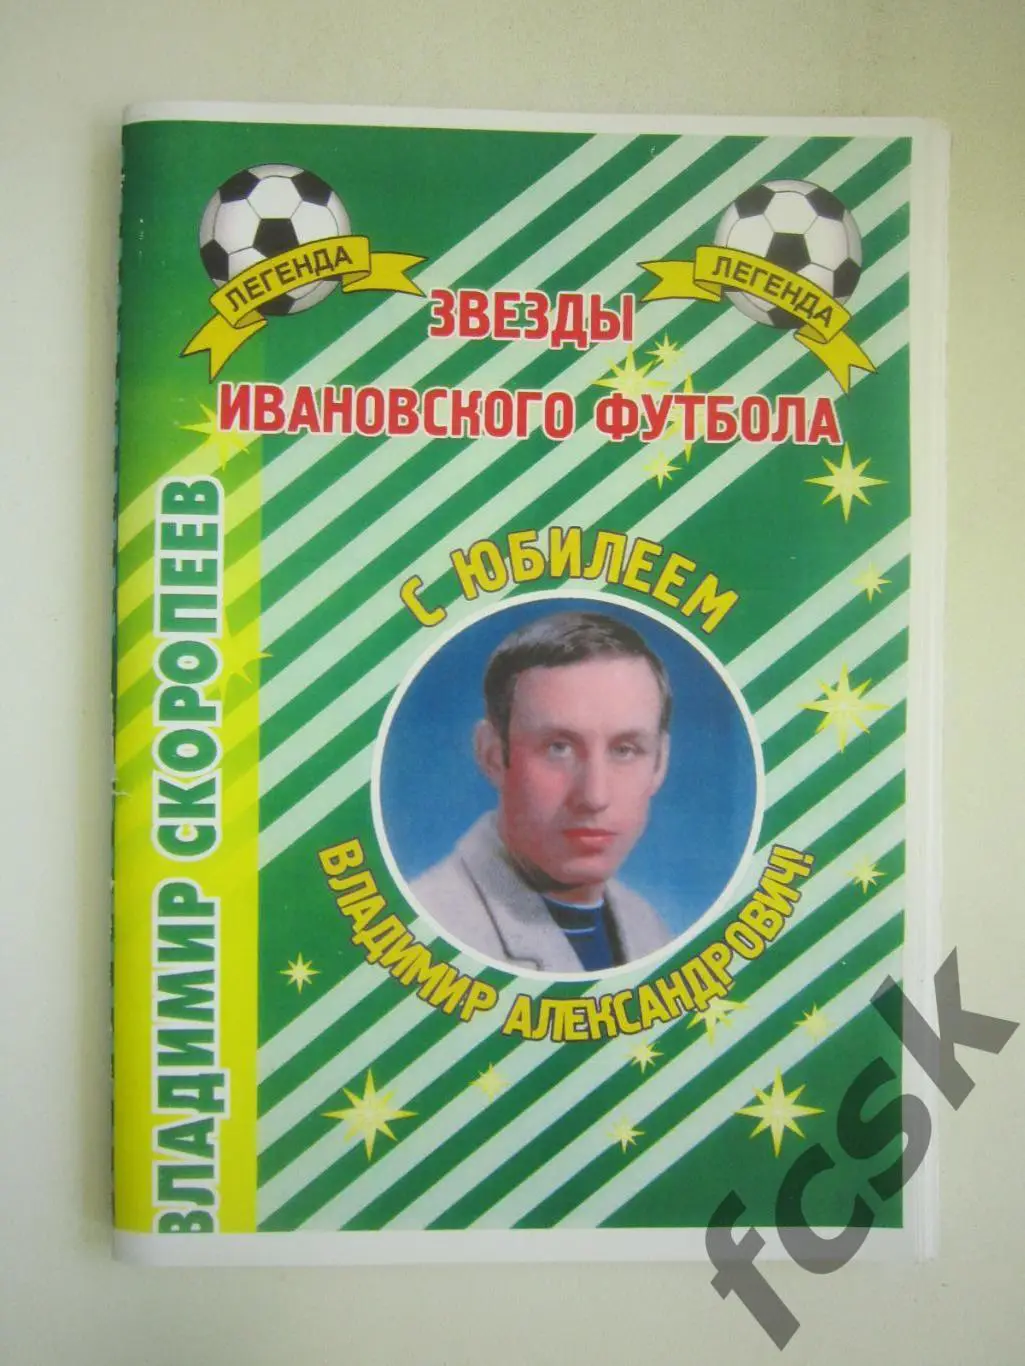 ЛЕГЕНДА
ЛЕГЕНДА
ЗВЕЗДЫ
ИВАНОВСКОГО ФУТБОЛА
ВЛАДИМИР СКОРОПЕЕВ
С ЮБИЛЕЕМ
ВЛАДИМИР АЛЕКСАНДРОВИЧ!
fcsk